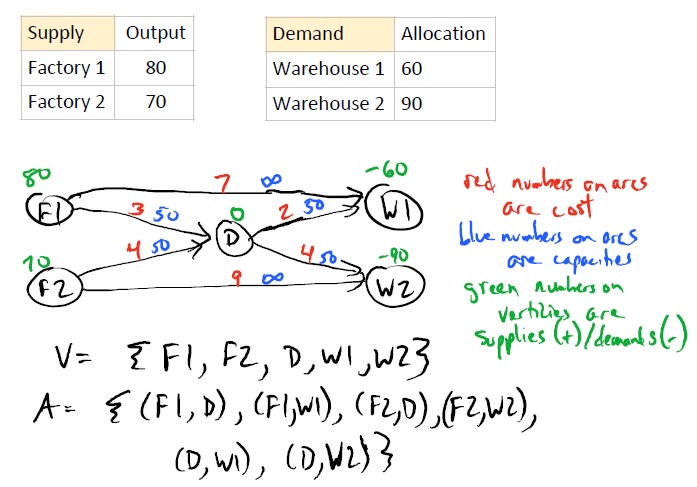 Supply Output
Factory 1 80
Factory 2 70
Demand Allocation
Warehouse 1 60
Warehouse 2 90
80 7 ∞ -60
F1 3 50 0 2 50 W1
D
70 4 50 4 50 -90
F2 9 ∞ W2
red numbers on arcs
are cost
blue numbers on arcs
are capacities
green numbers on
vertizies are
supplies (+)/demands (-)
V= {F1, F2, D, W1, W2}
A= {(F1,D), (F1,W1), (F2,D), (F2,W2),
(D,W1), (D,W2)}